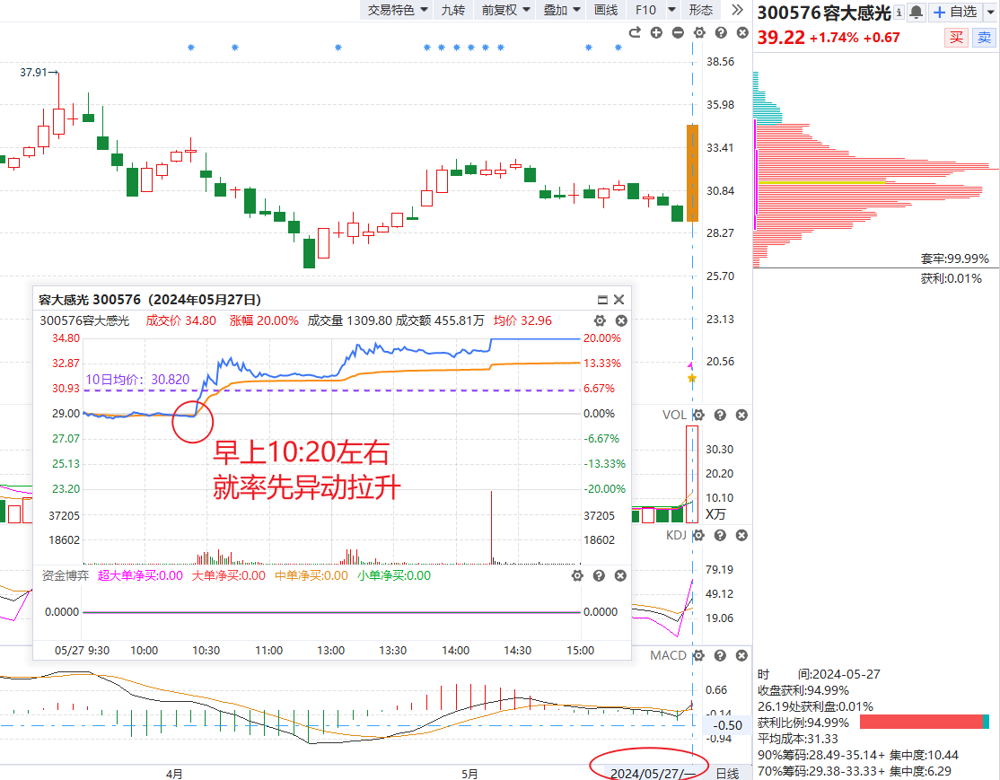 交易特色 九转 前复权 叠加 画线 F10 形态
300576 容大感光 自选
39.22 +1.74% +0.67 买 卖
37.91→
38.56
35.98
33.41
30.84
28.27
25.70
23.13
20.56
套牢:99.99%
获利:0.01%
容大感光 300576（2024年05月27日）
300576容大感光 成交价 34.80 涨幅 20.00% 成交量 1309.80 成交额 455.81万 均价 32.96
34.80 20.00%
32.87 13.33%
10日均价：30.820
30.93 6.67%
29.00 0.00%
27.07 -6.67%
25.13 -13.33%
23.20 -20.00%
早上10:20左右
就率先异动拉升
37205 37205
18602 18602
资金博弈 超大单净买:0.00 大单净买:0.00 中单净买:0.00 小单净买:0.00
0.0000 0.0000
05/27 9:30 10:00 10:30 11:00 13:00 13:30 14:00 14:30 15:00
VOL
30.30
20.20
10.10
X万
KDJ
79.19
49.12
19.06
MACD
0.66
-0.14
-0.50
-0.94
4月 5月 2024/05/27/一 日线
时 间:2024-05-27
收盘获利:94.99%
26.19处获利盘:0.01%
获利比例:94.99%
平均成本:31.33
90%筹码:28.49-35.14+ 集中度:10.44
70%筹码:29.38-33.33+ 集中度:6.29